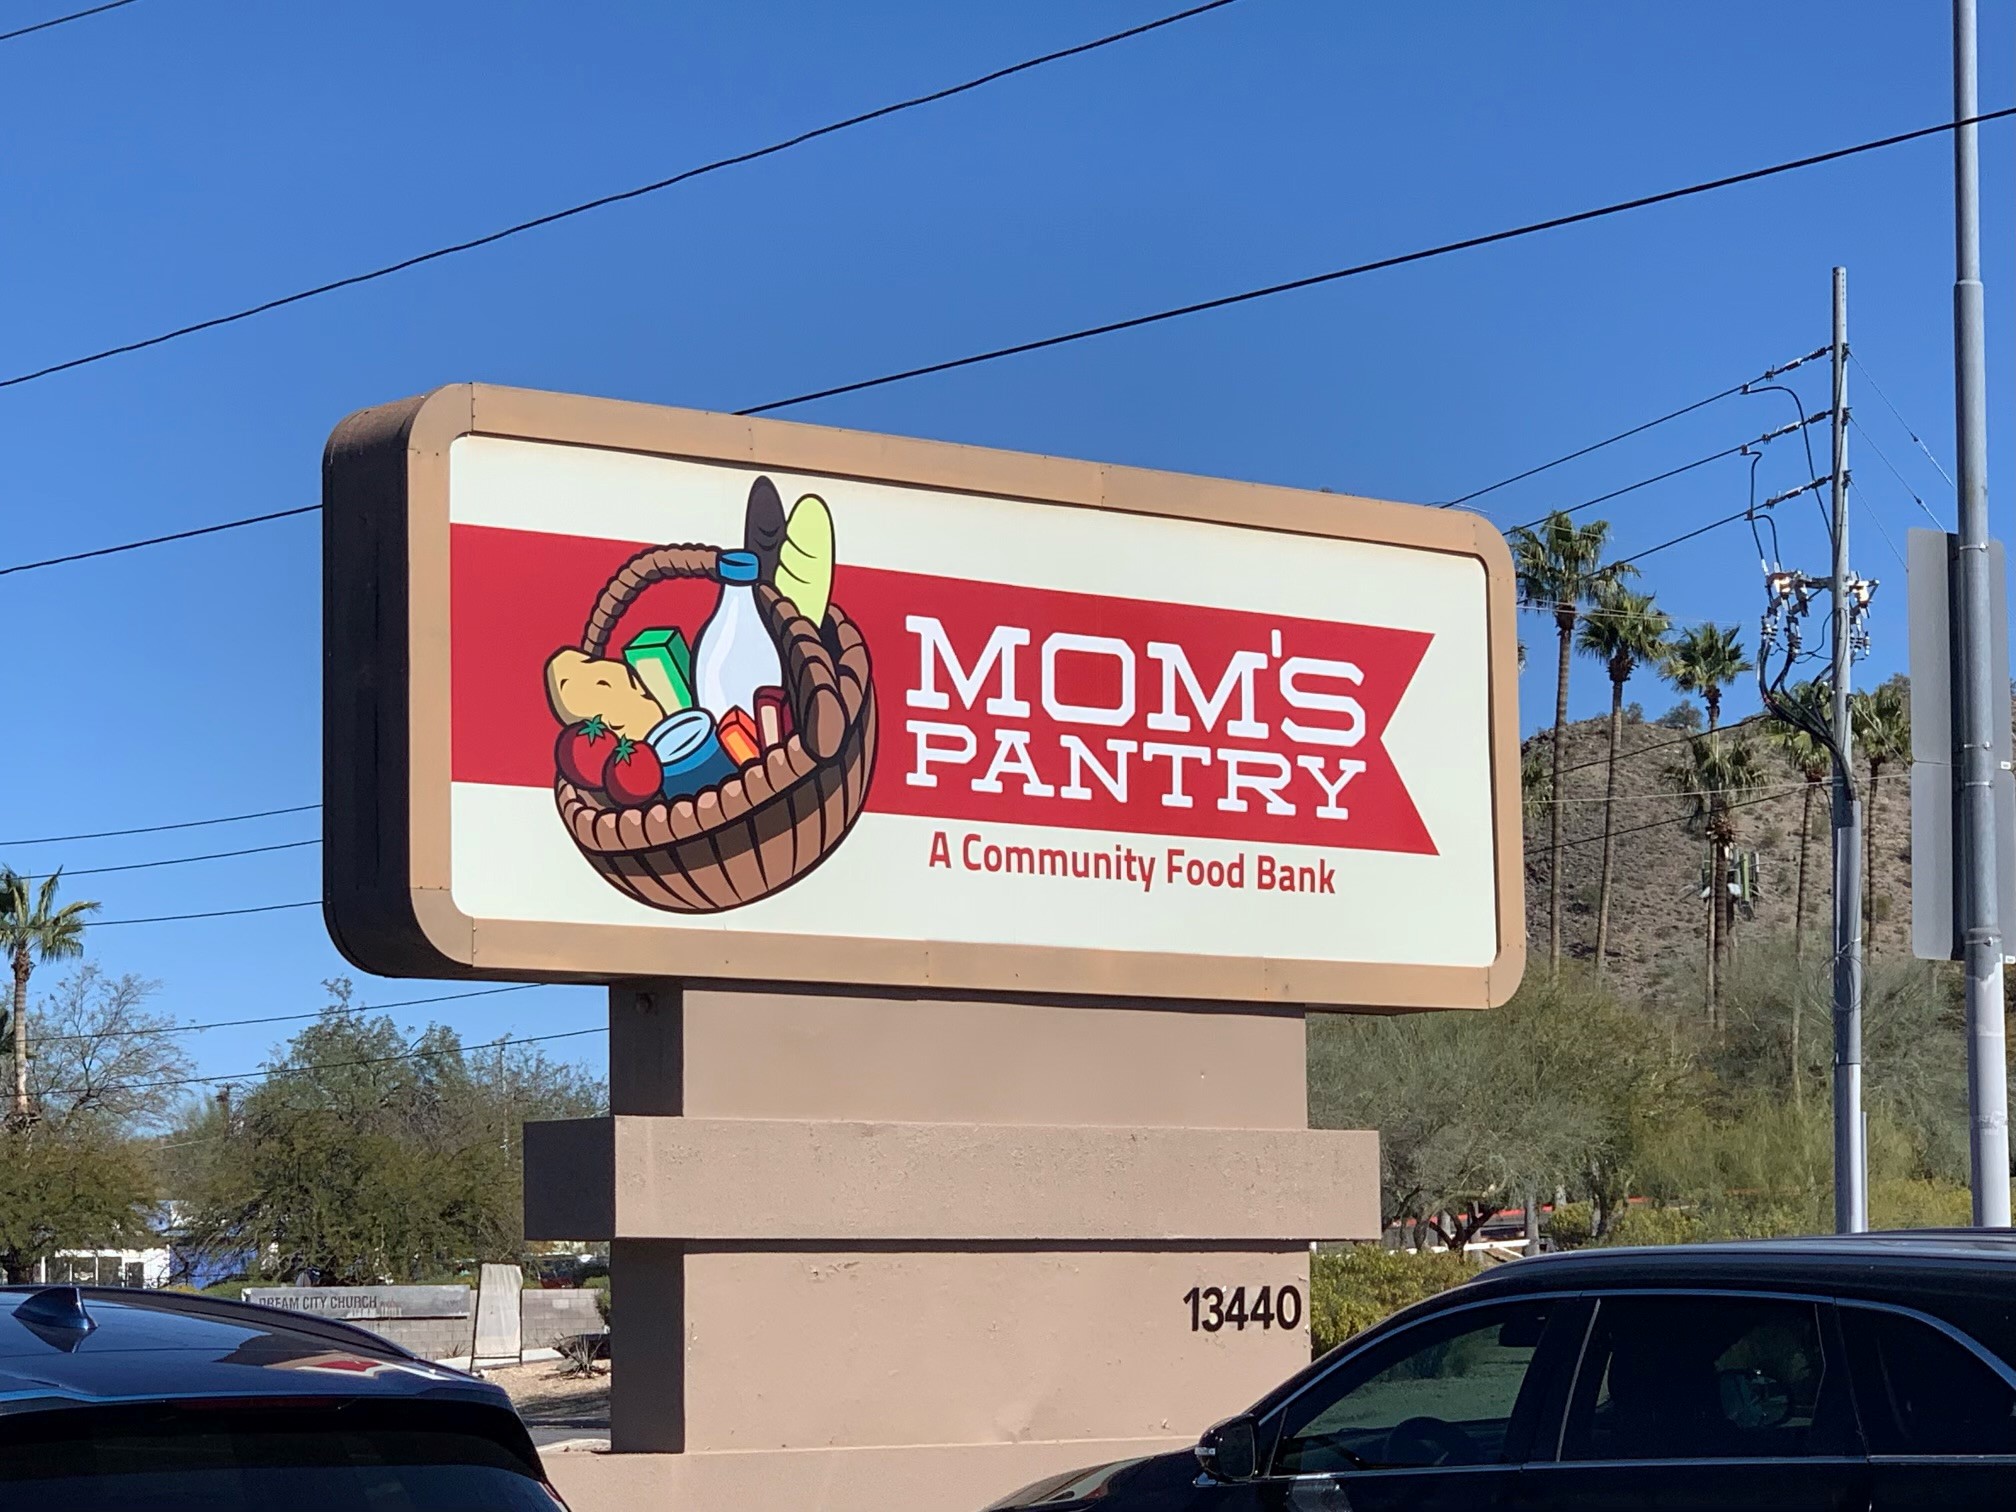 MOM'S
PANTRY
A Community Food Bank
13440
DREAM CITY CHURCH